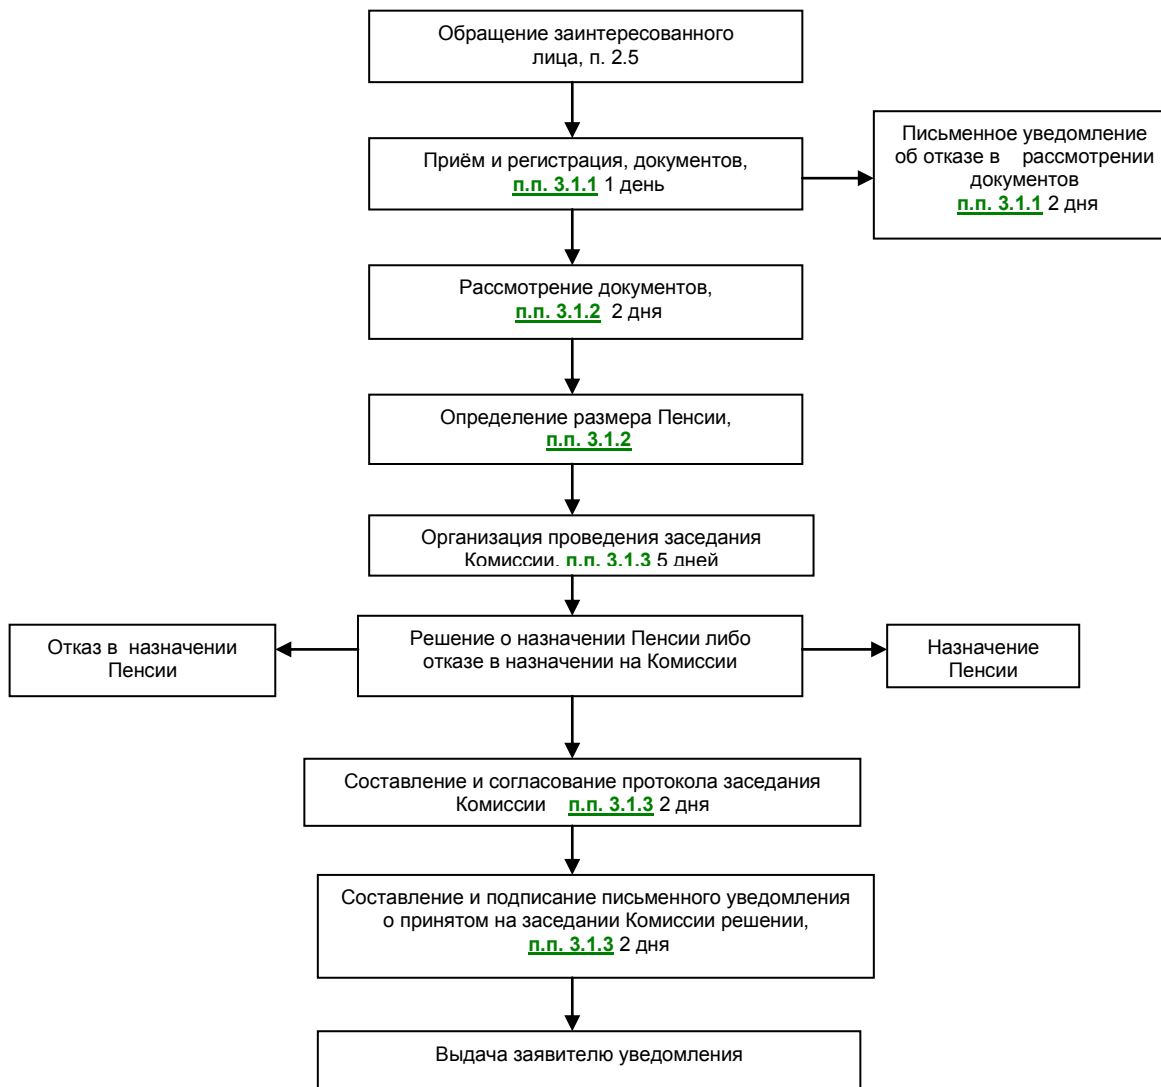 Обращение заинтересованного
лица, п. 2.5
Приём и регистрация, документов,
п.п. 3.1.1 1 день
Письменное уведомление
об отказе в рассмотрении
документов
п.п. 3.1.1 2 дня
Рассмотрение документов,
п.п. 3.1.2 2 дня
Определение размера Пенсии,
п.п. 3.1.2
Организация проведения заседания
Комиссии, п.п. 3.1.3 5 дней
Отказ в назначении
Пенсии
Решение о назначении Пенсии либо
отказе в назначении на Комиссии
Назначение
Пенсии
Составление и согласование протокола заседания
Комиссии п.п. 3.1.3 2 дня
Составление и подписание письменного уведомления
о принятом на заседании Комиссии решении,
п.п. 3.1.3 2 дня
Выдача заявителю уведомления